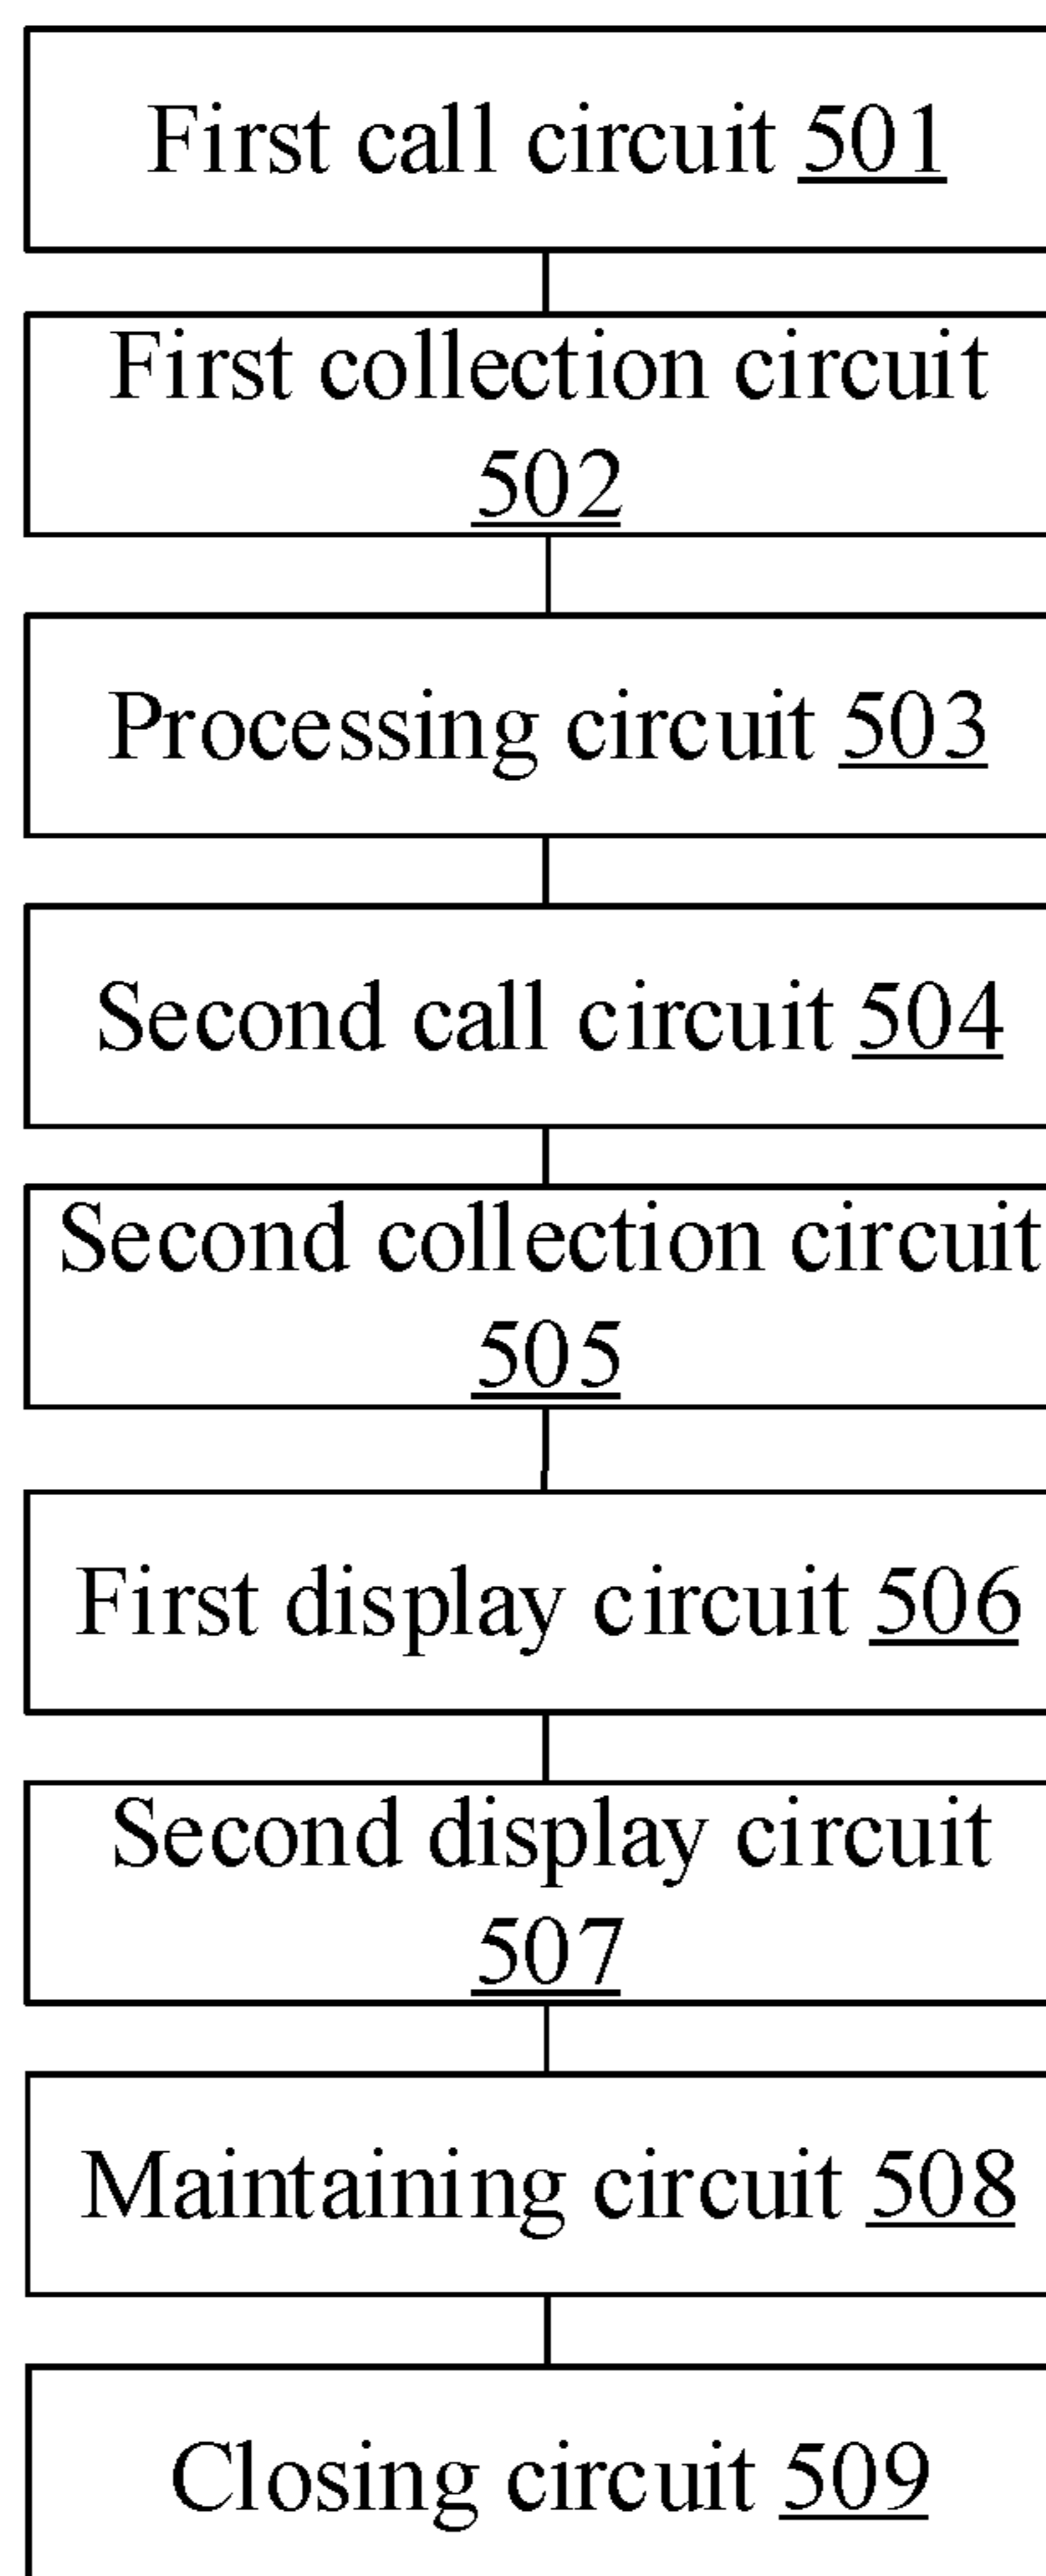 First call circuit 501
First collection circuit
502
Processing circuit 503
Second call circuit 504
Second collection circuit
505
First display circuit 506
Second display circuit
507
Maintaining circuit 508
Closing circuit 509